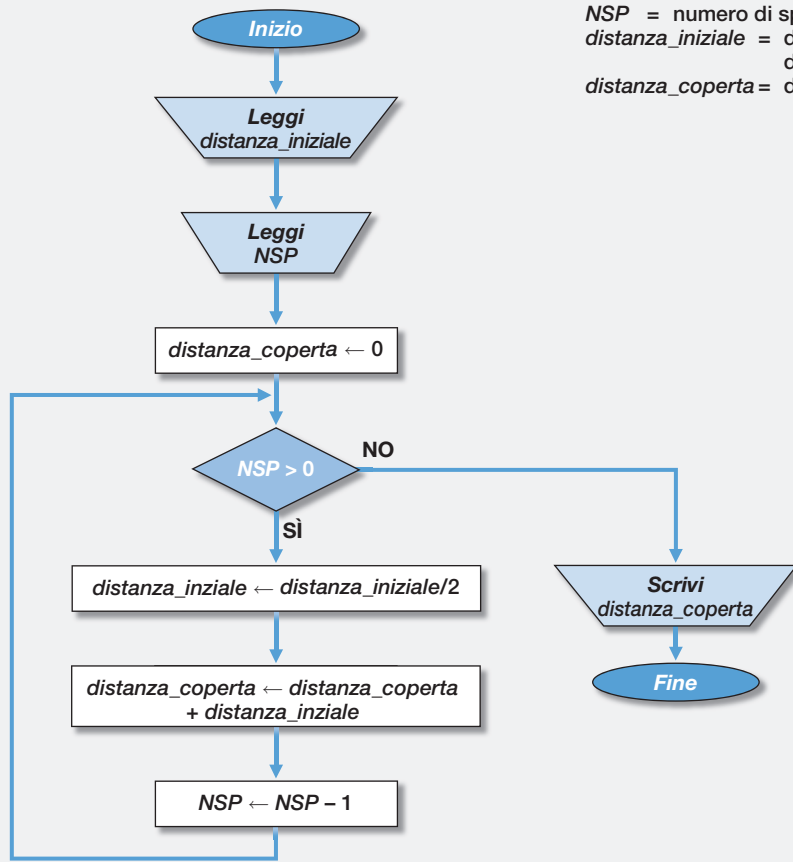 Inizio
NSP = numero di
distanza_iniziale =
distanza_coperta =
Leggi
distanza_iniziale
Leggi
NSP
distanza_coperta ← 0
NSP > 0
NO
SÌ
distanza_inziale ← distanza_iniziale/2
Scrivi
distanza_coperta
distanza_coperta ← distanza_coperta
+ distanza_inziale
Fine
NSP ← NSP – 1